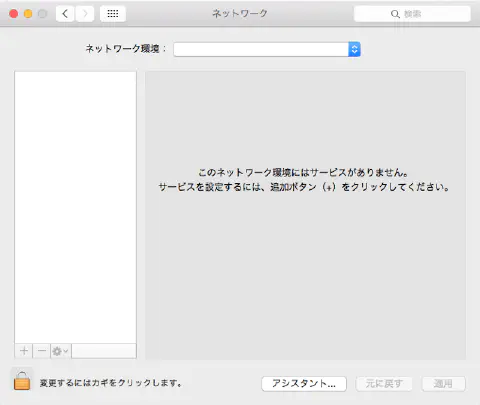 ネットワーク
検索
ネットワーク環境：
このネットワーク環境にはサービスがありません。
サービスを設定するには、追加ボタン（+）をクリックしてください。
変更するにはカギをクリックします。
アシスタント...
元に戻す
適用